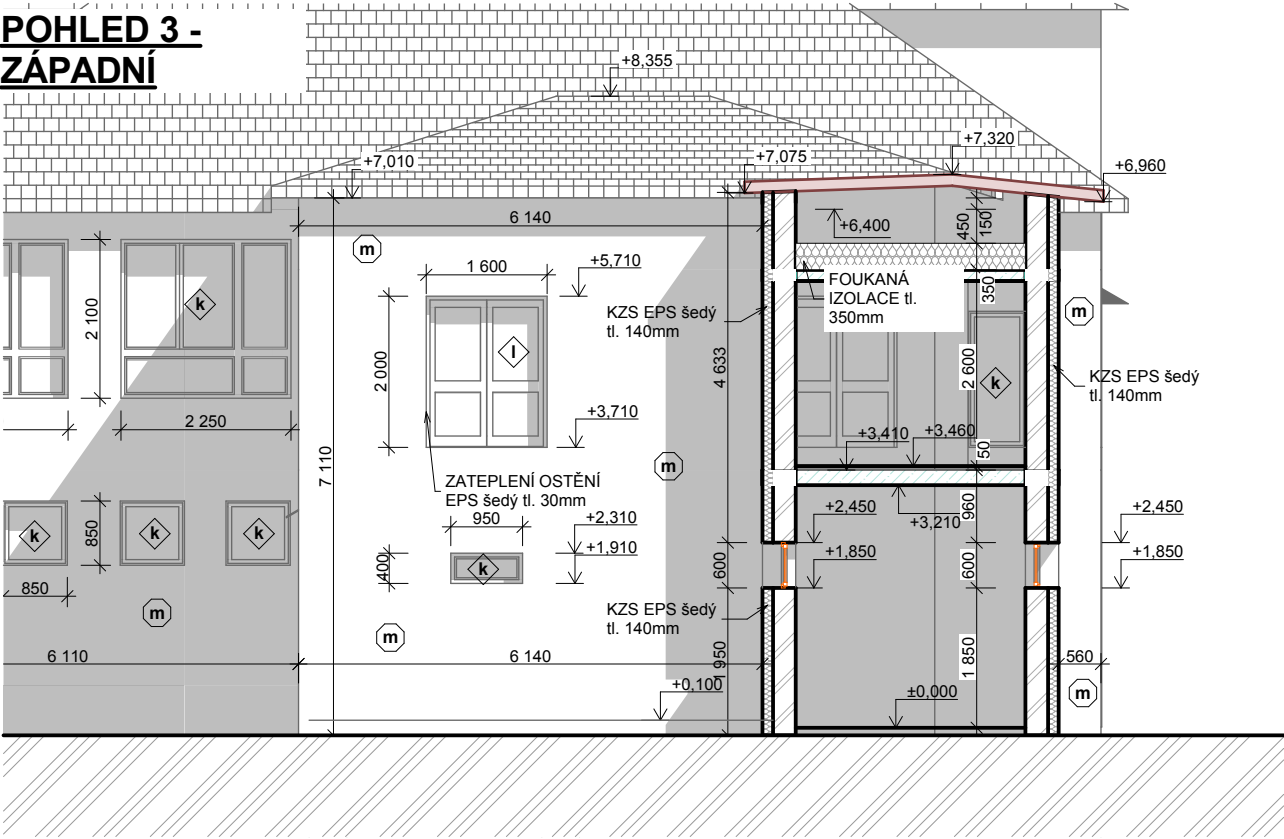 POHLED 3 -
ZÁPADNÍ
+8,355
+7,010
+7,075
+7,320
+6,960
6 140
+6,400
450
150
m
1 600
+5,710
k
2 100
l
2 000
KZS EPS šedý
tl. 140mm
FOUKANÁ
IZOLACE tl.
350mm
350
m
4 633
2 600
k
KZS EPS šedý
tl. 140mm
2 250
+3,710
+3,410
+3,460
50
7 110
ZATEPLENÍ OSTĚNÍ
EPS šedý tl. 30mm
m
950
+2,310
+1,910
400
k
k
k
k
850
850
+2,450
+1,850
600
+3,210
960
600
+2,450
+1,850
m
m
KZS EPS šedý
tl. 140mm
6 110
6 140
1 950
1 850
560
+0,100
±0,000
m